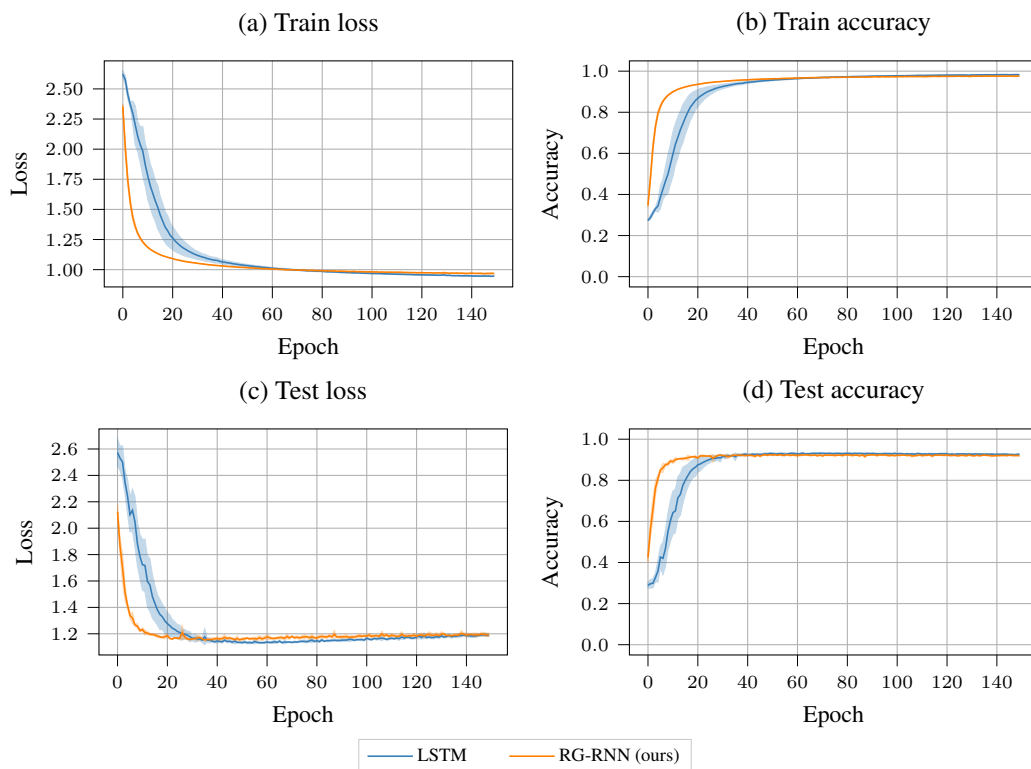 (a) Train loss
(b) Train accuracy
2.50
2.25
2.00
1.75
1.50
1.25
1.00
Loss
0 20 40 60 80 100 120 140
Epoch
1.0
0.8
0.6
0.4
0.2
0.0
Accuracy
0 20 40 60 80 100 120 140
Epoch
(c) Test loss
(d) Test accuracy
2.6
2.4
2.2
2.0
1.8
1.6
1.4
1.2
Loss
0 20 40 60 80 100 120 140
Epoch
1.0
0.8
0.6
0.4
0.2
0.0
Accuracy
0 20 40 60 80 100 120 140
Epoch
LSTM
RG-RNN (ours)